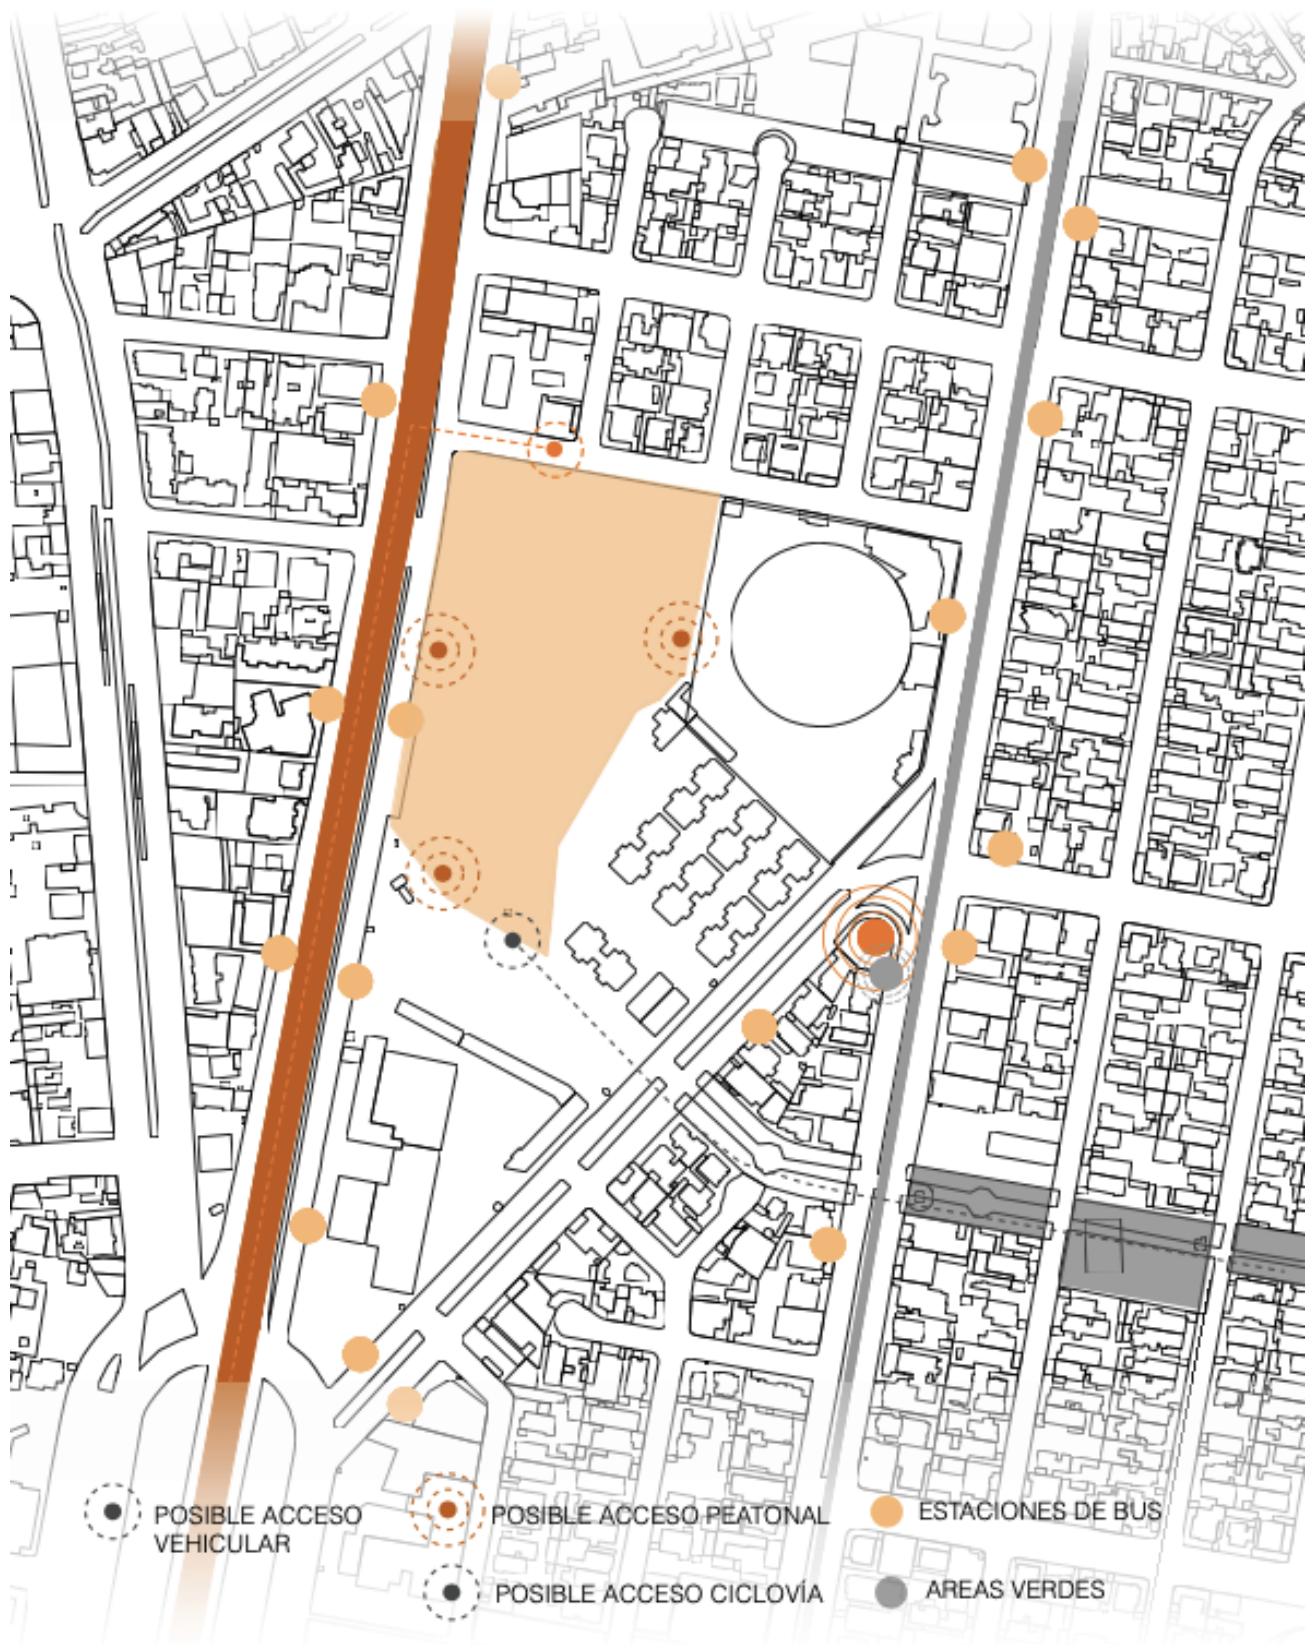 POSIBLE ACCESO
VEHICULAR
POSIBLE ACCESO PEATONAL
ESTACIONES DE BUS
POSIBLE ACCESO CICLOVÍA
AREAS VERDES